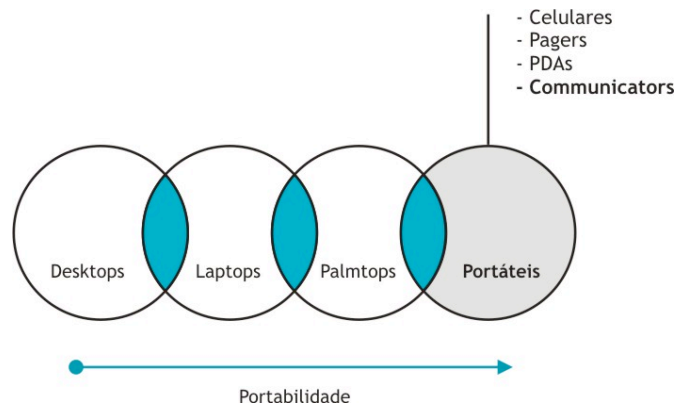 - Celulares
- Pagers
- PDAs
- Communicators
Desktops
Laptops
Palmtops
Portáteis
Portabilidade